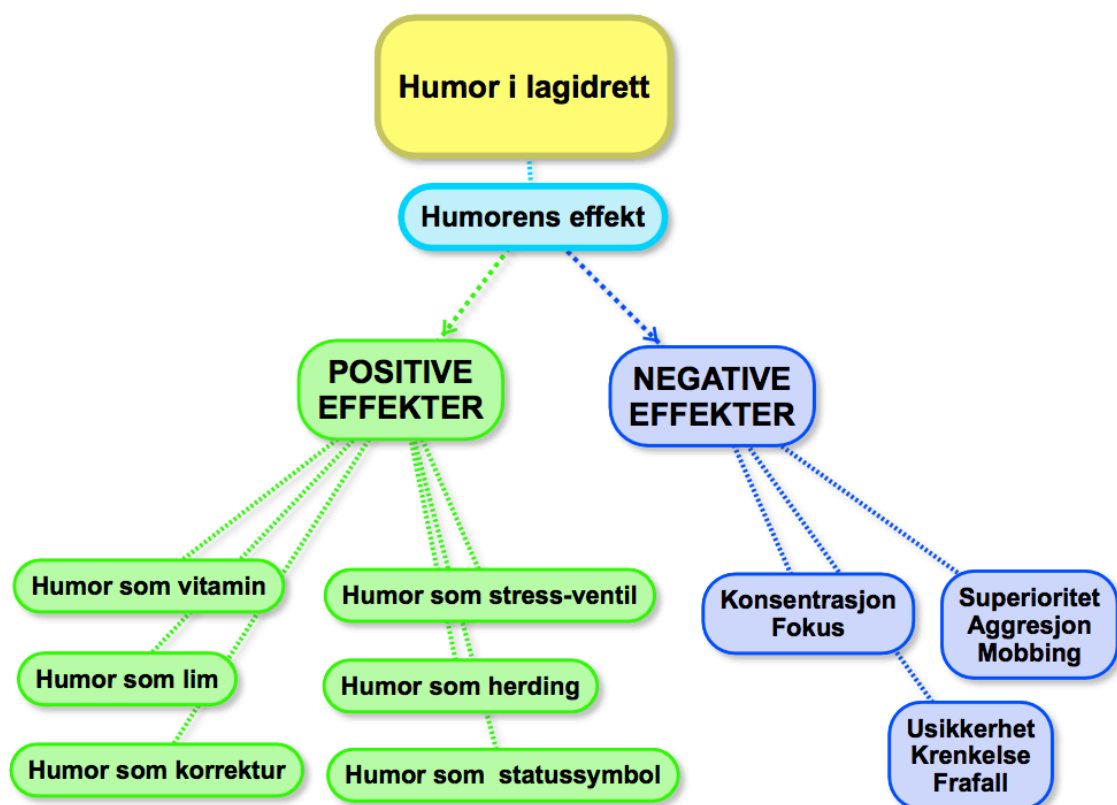 Humor i lagidrett
Humorens effekt
POSITIVE
EFFEKTER
Humor som vitamin
Humor som lim
Humor som korrektur
Humor som stress-ventil
Humor som herding
Humor som statussymbol
NEGATIVE
EFFEKTER
Konsentrasjon
Fokus
Superioritet
Aggresjon
Mobbing
Usikkerhet
Krenkelse
Frafall